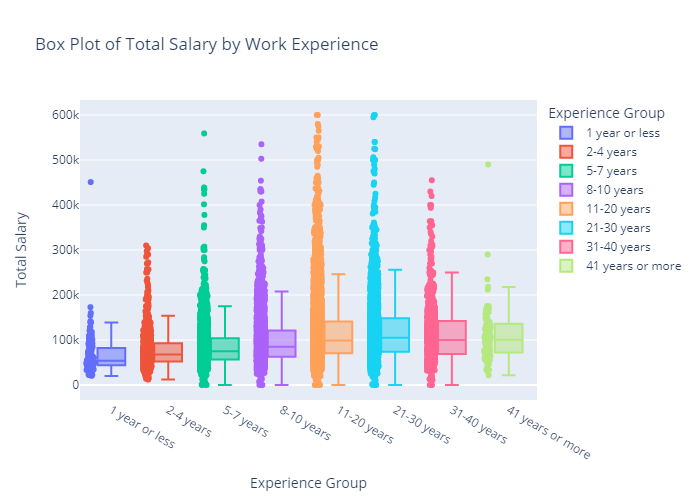 Box Plot of Total Salary by Work Experience
Experience Group
1 year or less
2-4 years
5-7 years
8-10 years
11-20 years
21-30 years
31-40 years
41 years or more
600k
500k
400k
300k
200k
100k
0
Total Salary
1 year or less
2-4 years
5-7 years
8-10 years
11-20 years
21-30 years
31-40 years
41 years or more
Experience Group